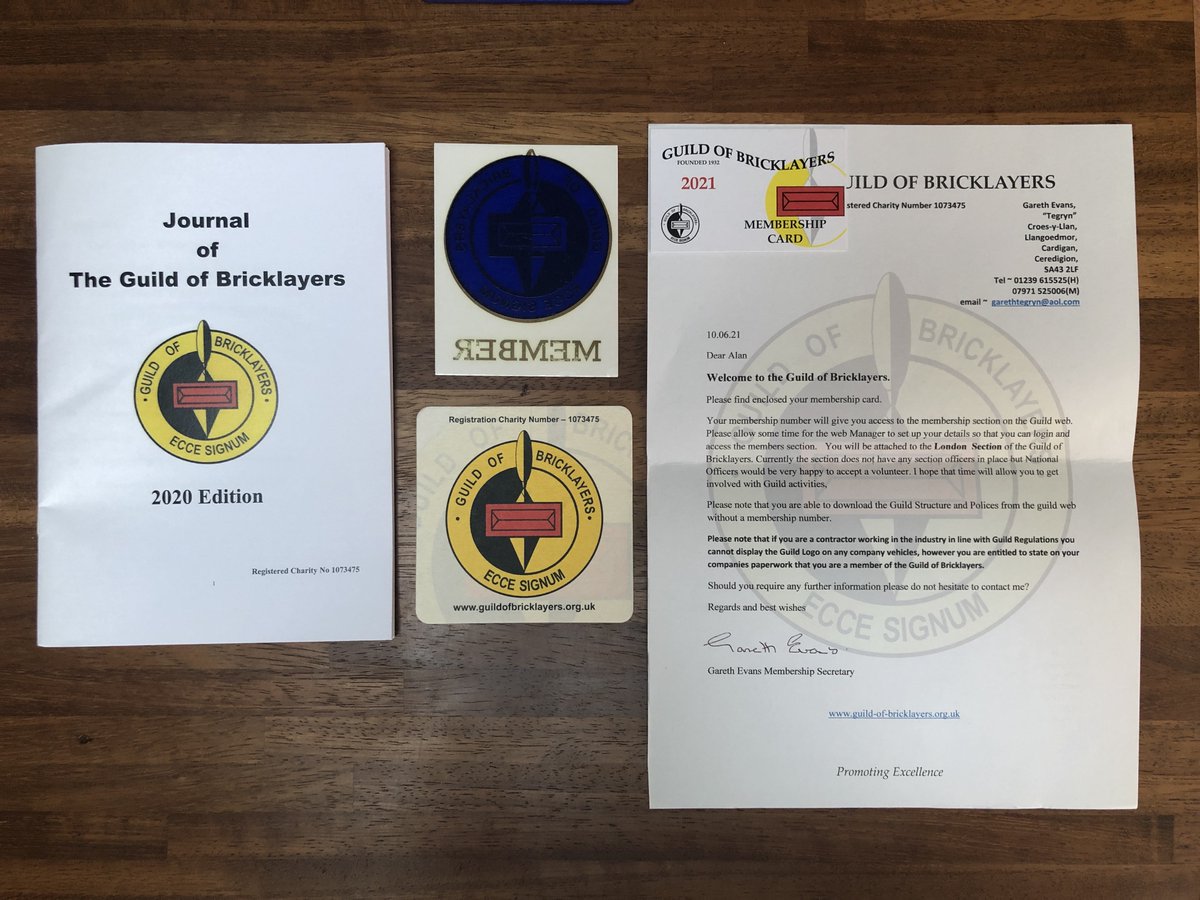 Journal
of
The Guild of Bricklayers
GUILD OF BRICKLAYERS
ECCE SIGNUM
2020 Edition
Registered Charity No 1073475
1
MEMBER
Registration Charity Number – 1073475
GUILD OF BRICKLAYERS
ECCE SIGNUM
www.guildofbricklayers.org.uk
GUILD OF BRICKLAYERS
FOUNDED 1932
2021
MEMBERSHIP
CARD
UILD OF BRICKLAYERS
stered Charity Number 1073475
Gareth Evans,
"Tegryn"
Croes-y-Llan,
Llangoedmor,
Cardigan,
Ceredigion,
SA43 2LF
Tel ~ 01239 615525(H)
07971 525006(M)
email ~ garethtegryn@aol.com
GUILD OF BRICKLAYERS
10.06.21
Dear Alan
Welcome to the Guild of Bricklayers.
Please find enclosed your membership card.
Your membership number will give you access to the membership section on the Guild web.
Please allow some time for the web Manager to set up your details so that you can login and
access the members section. You will be attached to the London Section of the Guild of
Bricklayers. Currently the section does not have any section officers in place but National
Officers would be very happy to accept a volunteer. I hope that time will allow you to get
involved with Guild activities,
Please note that you are able to download the Guild Structure and Polices from the guild web
without a membership number.
Please note that if you are a contractor working in the industry in line with Guild Regulations you
cannot display the Guild Logo on any company vehicles, however you are entitled to state on your
companies paperwork that you are a member of the Guild of Bricklayers.
Should you require any further information please do not hesitate to contact me?
Regards and best wishes
ECCE SIGNUM
Gareth Evans
Gareth Evans Membership Secretary
www.guild-of-bricklayers.org.uk
Promoting Excellence